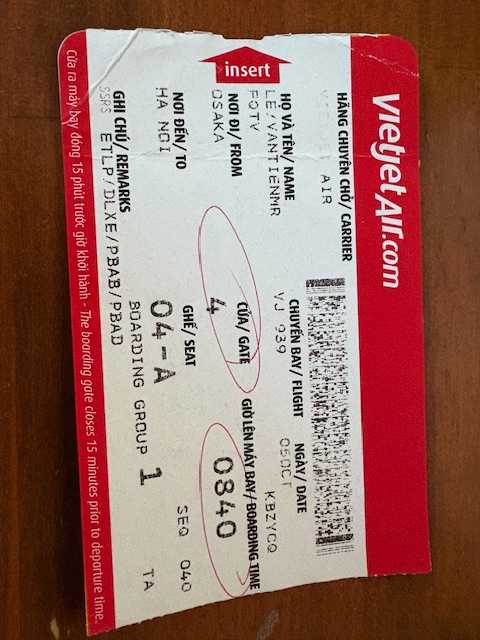 vietjetAIR.com
insert
HÃNG CHUYÊN CHỞ/ CARRIER
AIR
HỌ VÀ TÊN/ NAME
LE/VANTIENMR
CHUYẾN BAY/ FLIGHT
NGÀY/ DATE
VJ 939
05OCT
KBZYCQ
FQTV
NƠI ĐI/ FROM
OSAKA
CỬA/ GATE
4
GIỜ LÊN MÁY BAY/ BOARDING TIME
0840
NƠI ĐẾN/ TO
HA NOI
GHẾ/ SEAT
04-A
SEQ 040
BOARDING GROUP 1
TA
GHI CHÚ/ REMARKS
SSRS ETLP/DLXE/PBAB/PBAD
Cửa ra máy bay đóng 15 phút trước giờ khởi hành - The boarding gate closes 15 minutes prior to departure time.